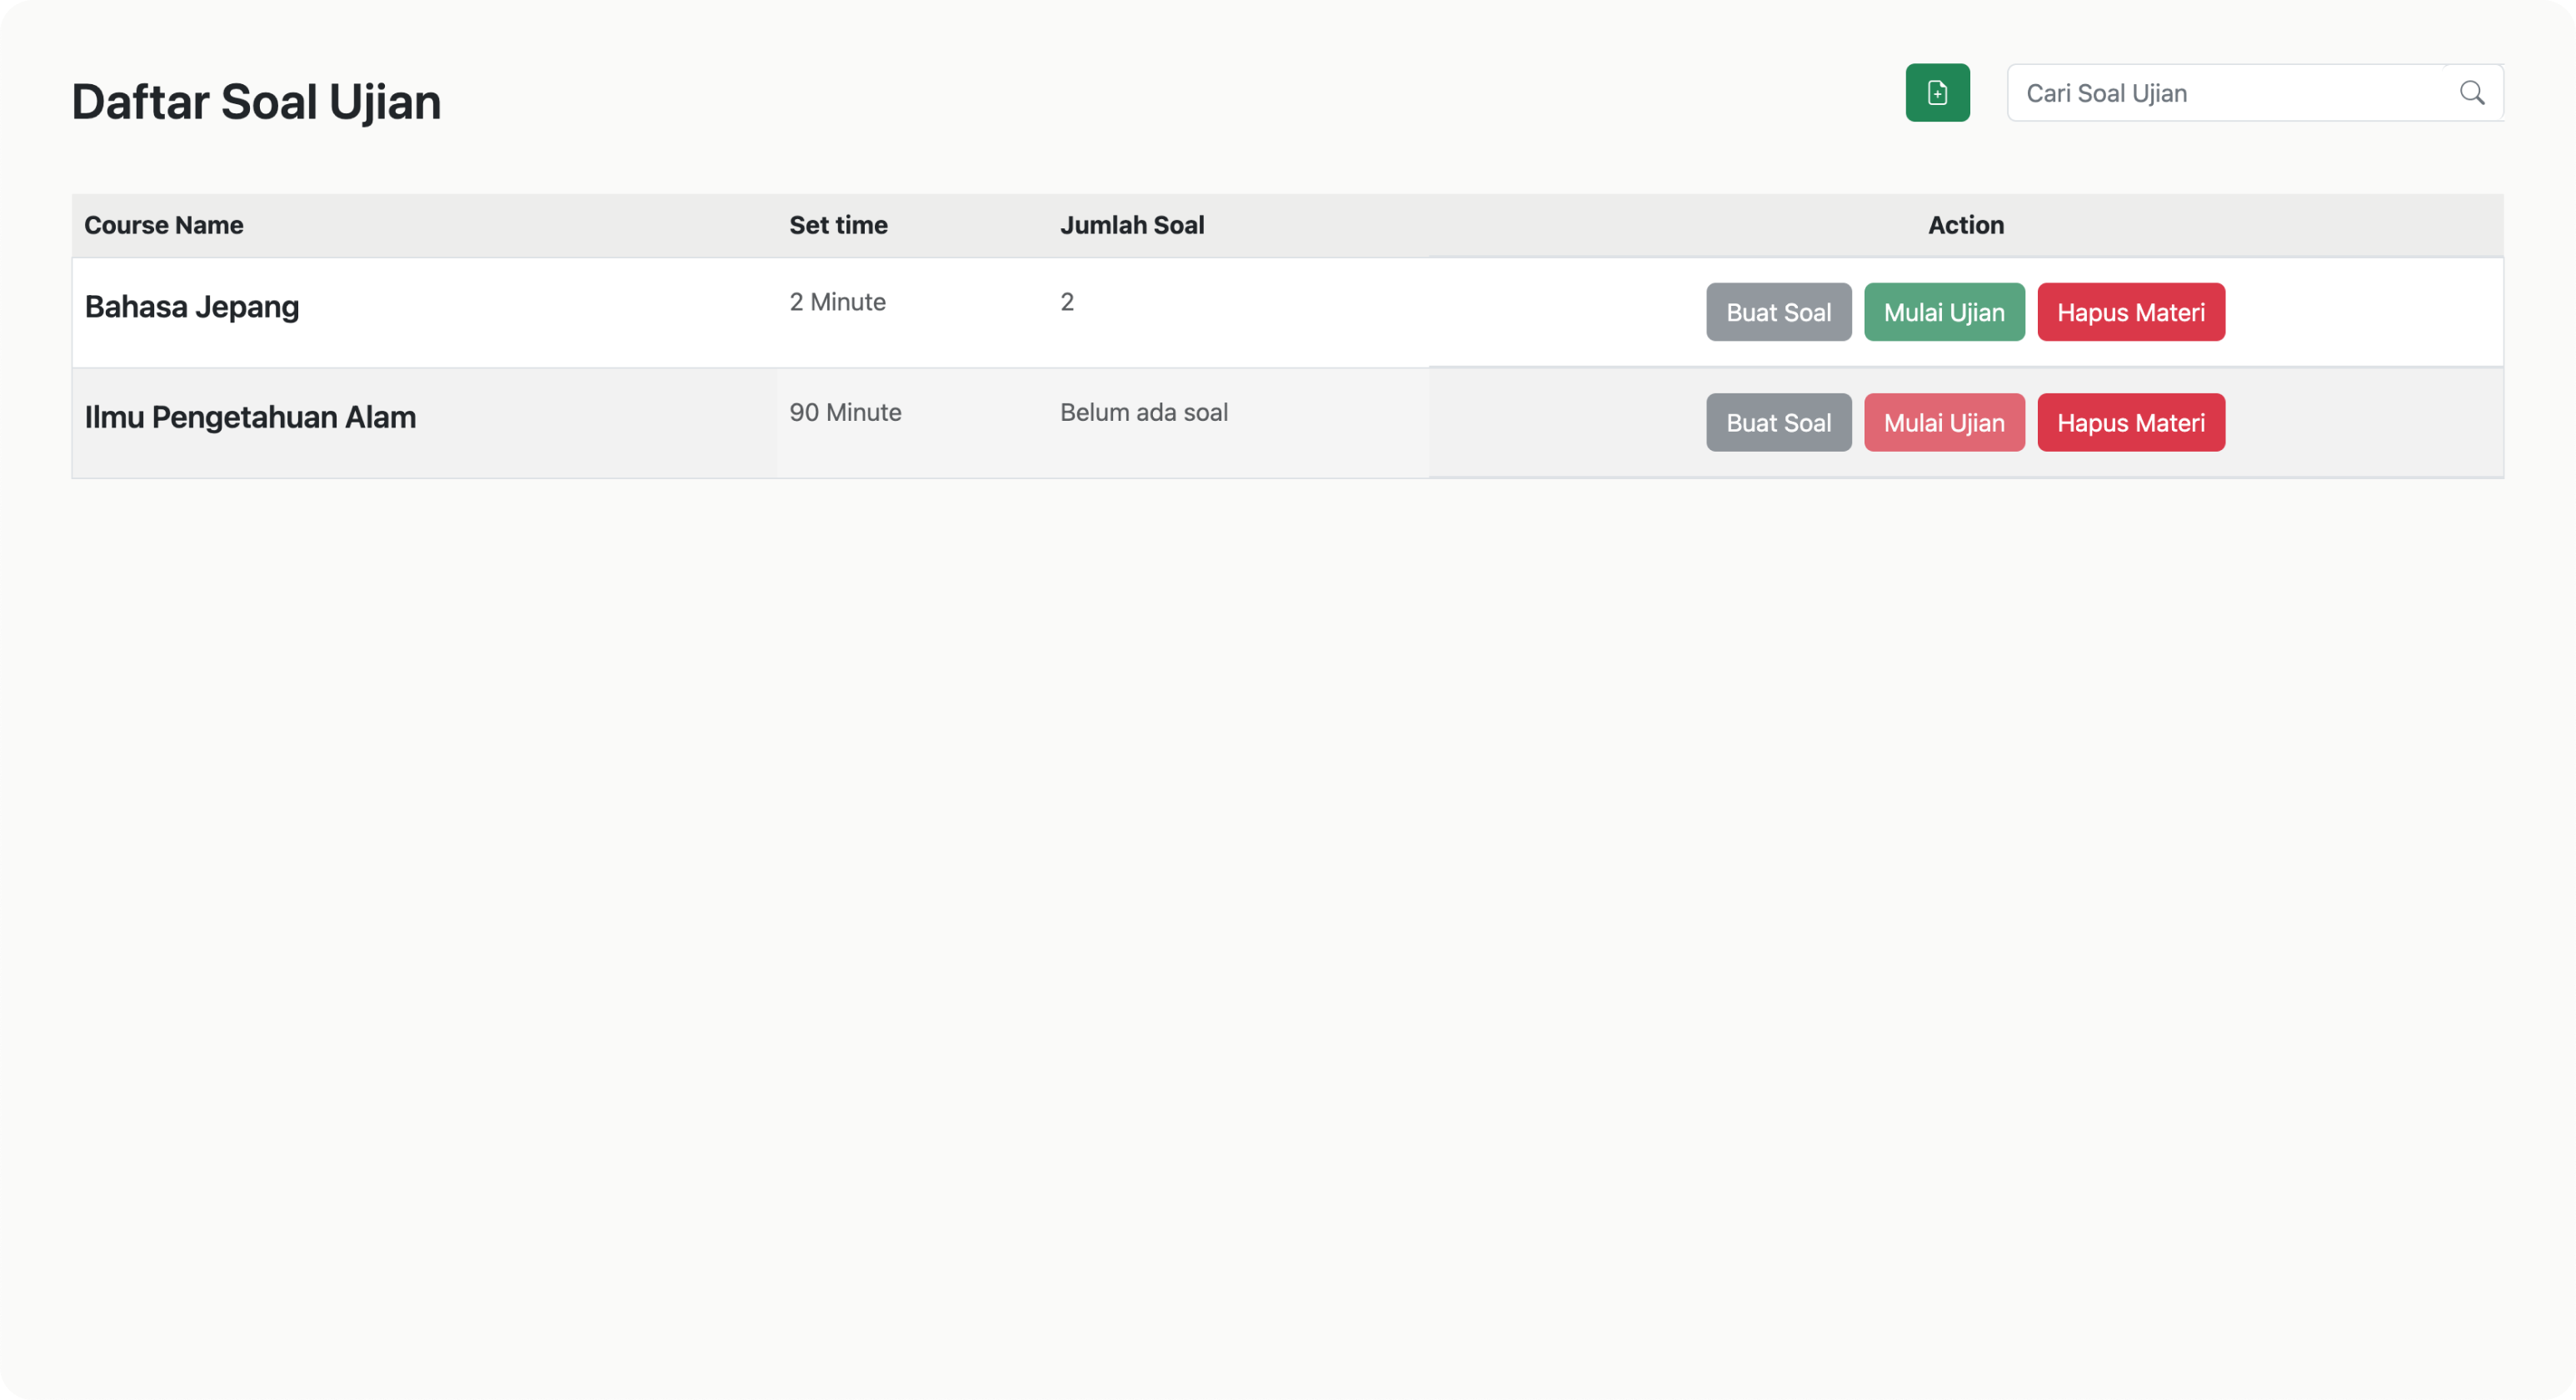 Daftar Soal Ujian
Cari Soal Ujian
Course Name Set time Jumlah Soal Action
Bahasa Jepang 2 Minute 2 Buat Soal Mulai Ujian Hapus Materi
Ilmu Pengetahuan Alam 90 Minute Belum ada soal Buat Soal Mulai Ujian Hapus Materi